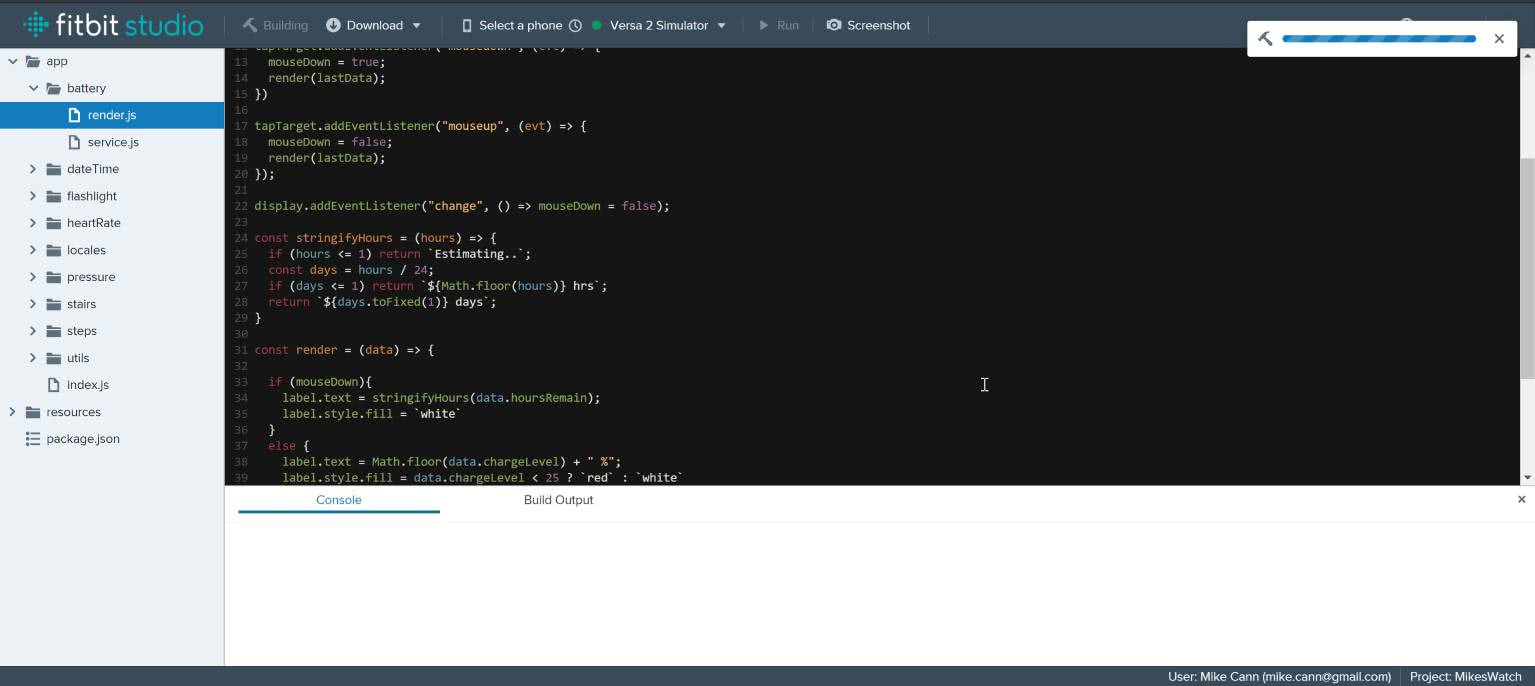 fitbit studio
Building
Download
Select a phone
Versa 2 Simulator
Run
Screenshot
app
battery
render.js
service.js
dateTime
flashlight
heartRate
locales
pressure
stairs
steps
utils
index.js
resources
package.json
12 tapTarget.addEventListener("mousedown", (evt) => {
13 mouseDown = true;
14 render(lastData);
15 })
16
17 tapTarget.addEventListener("mouseup", (evt) => {
18 mouseDown = false;
19 render(lastData);
20 });
21
22 display.addEventListener("change", () => mouseDown = false);
23
24 const stringifyHours = (hours) => {
25 if (hours <= 1) return `Estimating..`;
26 const days = hours / 24;
27 if (days <= 1) return `${Math.floor(hours)} hrs`;
28 return `${days.toFixed(1)} days`;
29 }
30
31 const render = (data) => {
32
33 if (mouseDown){
34 label.text = stringifyHours(data.hoursRemain);
35 label.style.fill = `white`
36 }
37 else {
38 label.text = Math.floor(data.chargeLevel) + " %";
39 label.style.fill = data.chargeLevel < 25 ? `red` : `white`
Console
Build Output
User: Mike Cann (mike.cann@gmail.com)
Project: MikesWatch